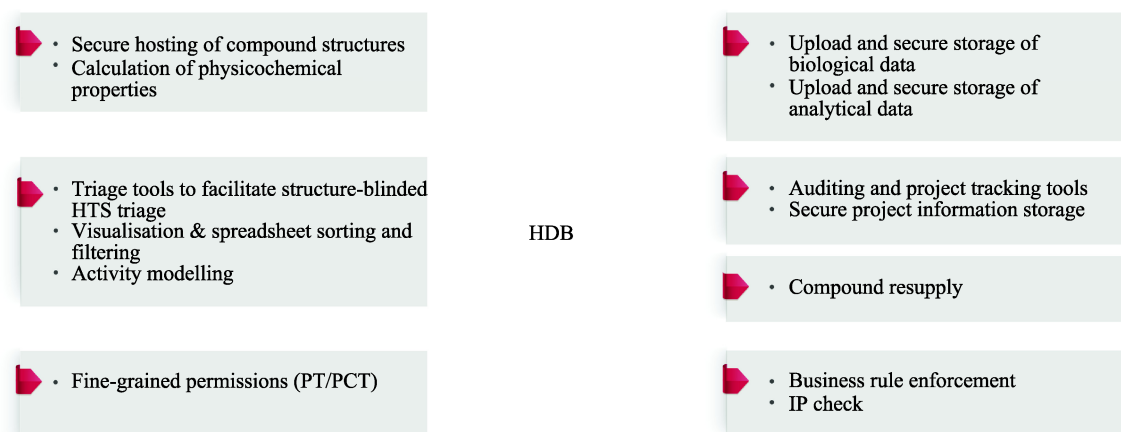 • Secure hosting of compound structures
• Calculation of physicochemical
properties
• Triage tools to facilitate structure-blinded
HTS triage
• Visualisation & spreadsheet sorting and
filtering
• Activity modelling
• Fine-grained permissions (PT/PCT)
HDB
• Upload and secure storage of
biological data
• Upload and secure storage of
analytical data
• Auditing and project tracking tools
• Secure project information storage
• Compound resupply
• Business rule enforcement
• IP check